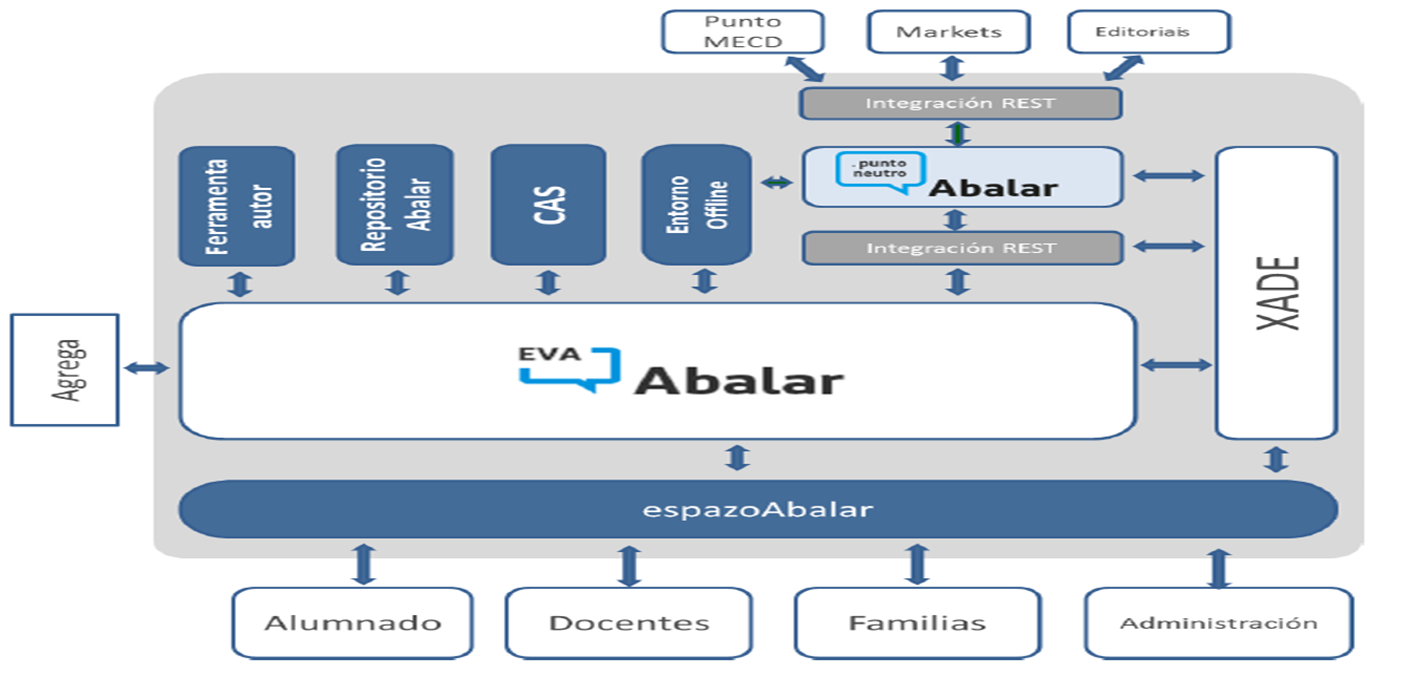 Punto
MECD
Markets
Editoriais
Integración REST
Ferramenta
autor
Repositorio
Abalar
CAS
Entorno
Offline
.punto
neutro
Abalar
Integración REST
XADE
Agrega
EVA
Abalar
espazoAbalar
Alumnado
Docentes
Familias
Administración